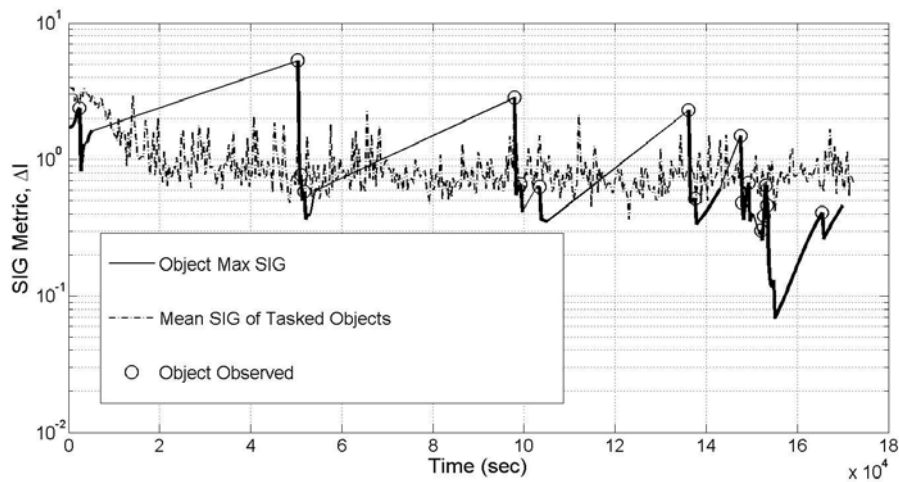 10^1
10^0
10^-1
10^-2
SIG Metric, ΔI
Object Max SIG
Mean SIG of Tasked Objects
Object Observed
0 2 4 6 8 10 12 14 16 18
Time (sec)
x 10^4